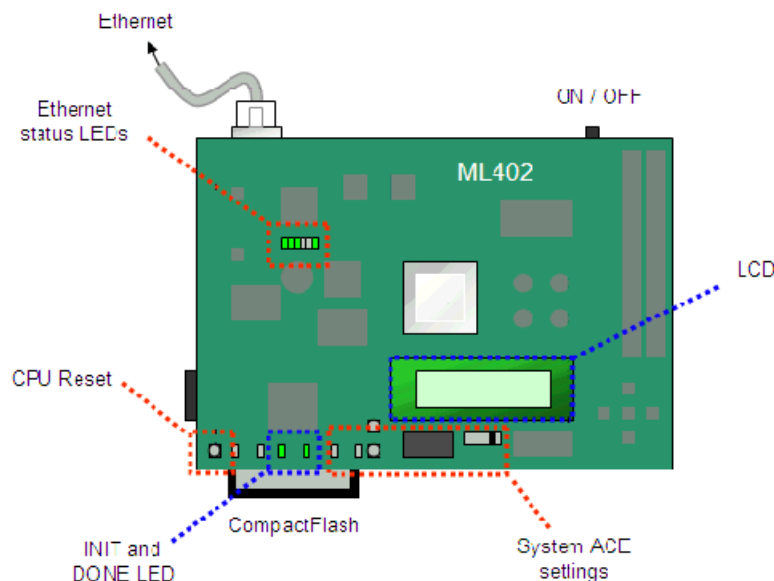 Ethernet
Ethernet
status LEDs
ON / OFF
ML402
LCD
CPU Reset
CompactFlash
INIT and
DONE LED
System ACE
settings